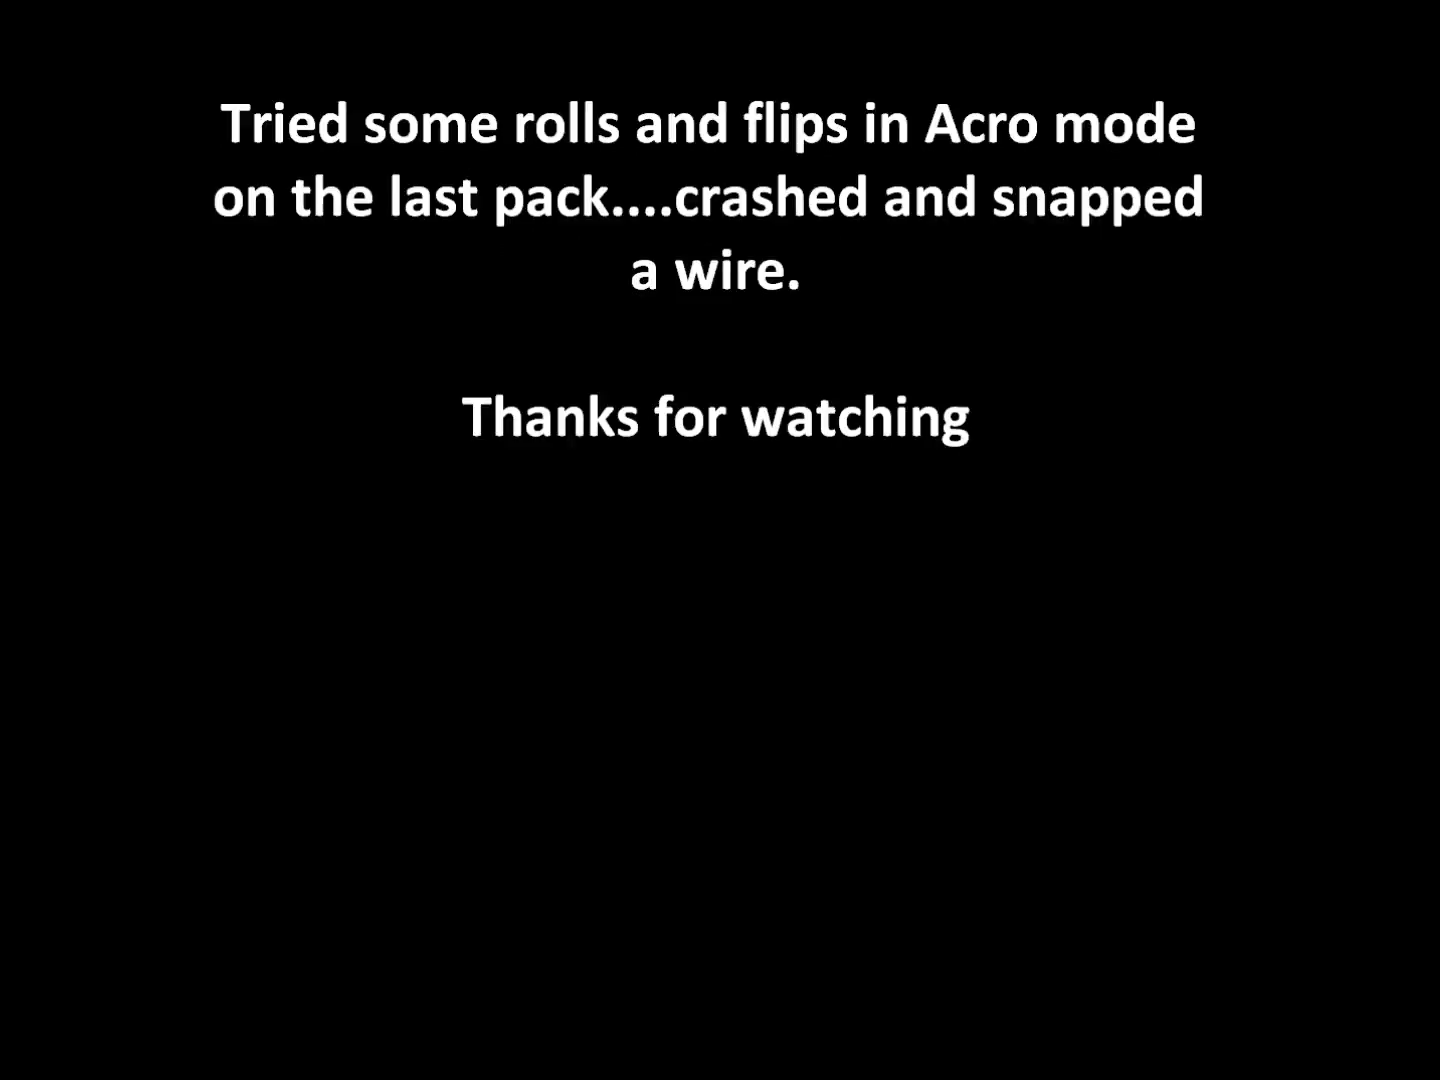 Tried some rolls and flips in Acro mode
on the last pack....crashed and snapped
a wire.
Thanks for watching